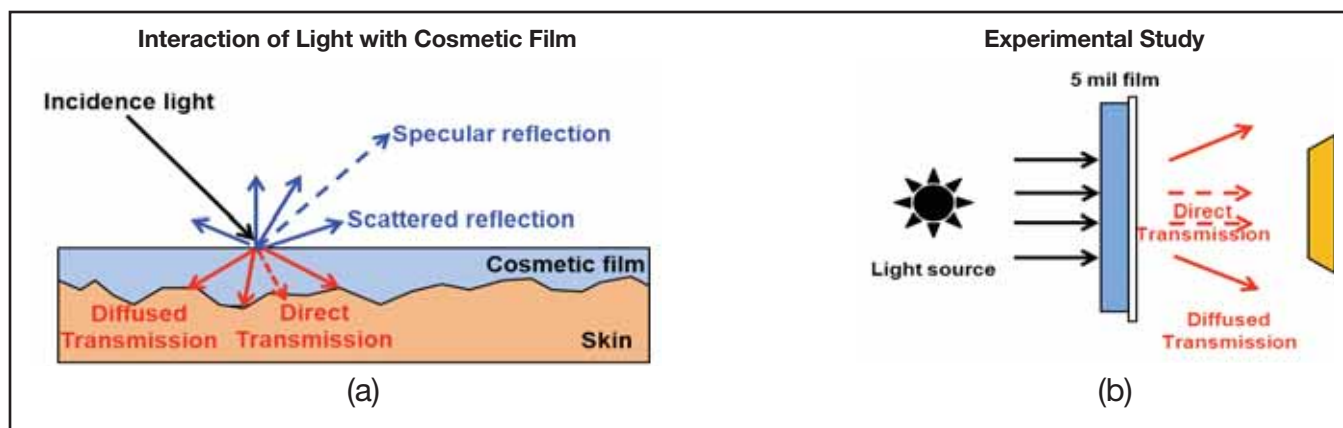 Interaction of Light with Cosmetic Film
Incidence light
Specular reflection
Scattered reflection
Cosmetic film
Diffused
Transmission
Direct
Transmission
Skin
(a)
Experimental Study
5 mil film
Light source
Direct
Transmission
Diffused
Transmission
(b)